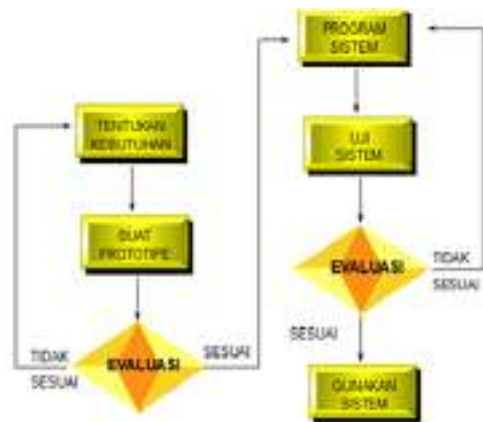 TENTUKAN
KEBUTUHAN
BUAT
PROTOTIPE
EVALUASI
TIDAK
SESUAI
SESUAI
PROGRAM
SISTEM
UJI
SISTEM
EVALUASI
TIDAK
SESUAI
SESUAI
GUNAKAN
SISTEM